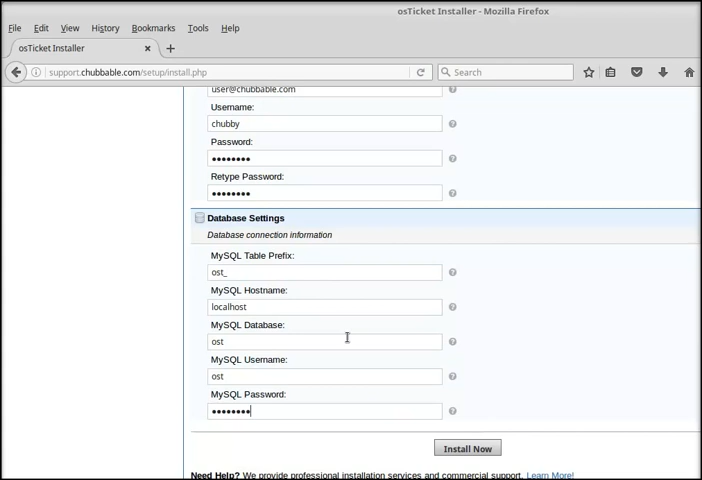 osTicket Installer - Mozilla Firefox
File Edit View History Bookmarks Tools Help
osTicket Installer × +
support.chubbable.com/setup/install.php Search
user@chubbable.com
Username:
chubby
Password:
••••••••
Retype Password:
••••••••
Database Settings
Database connection information
MySQL Table Prefix:
ost_
MySQL Hostname:
localhost
MySQL Database:
ost
MySQL Username:
ost
MySQL Password:
••••••••
Install Now
Need Help? We provide professional installation services and commercial support. Learn More!